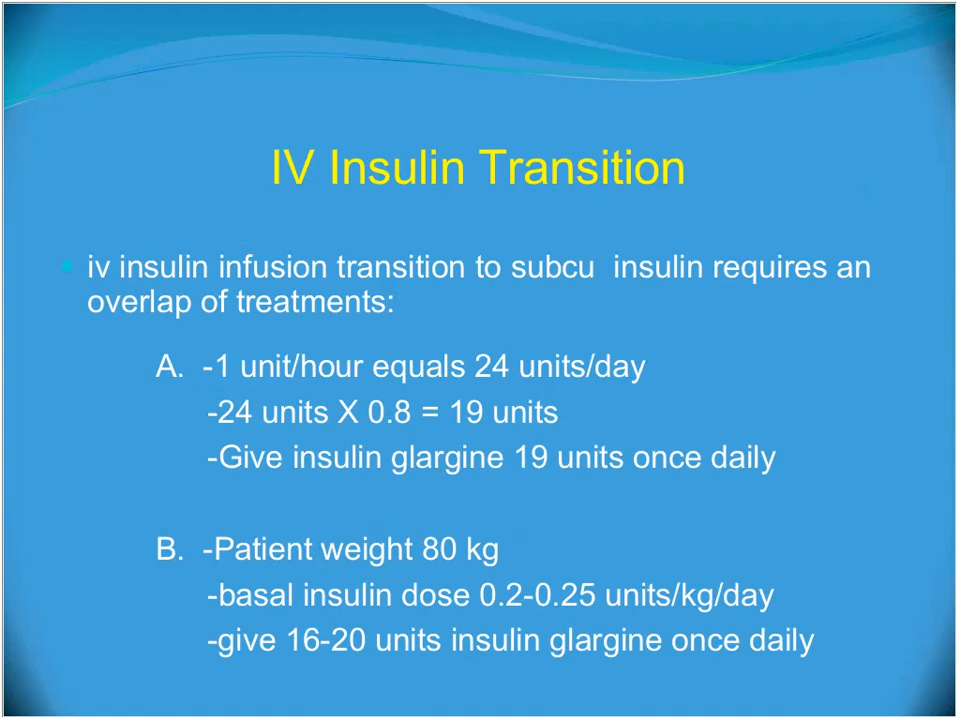 IV Insulin Transition
iv insulin infusion transition to subcu insulin requires an
overlap of treatments:
A. -1 unit/hour equals 24 units/day
-24 units X 0.8 = 19 units
-Give insulin glargine 19 units once daily
B. -Patient weight 80 kg
-basal insulin dose 0.2-0.25 units/kg/day
-give 16-20 units insulin glargine once daily